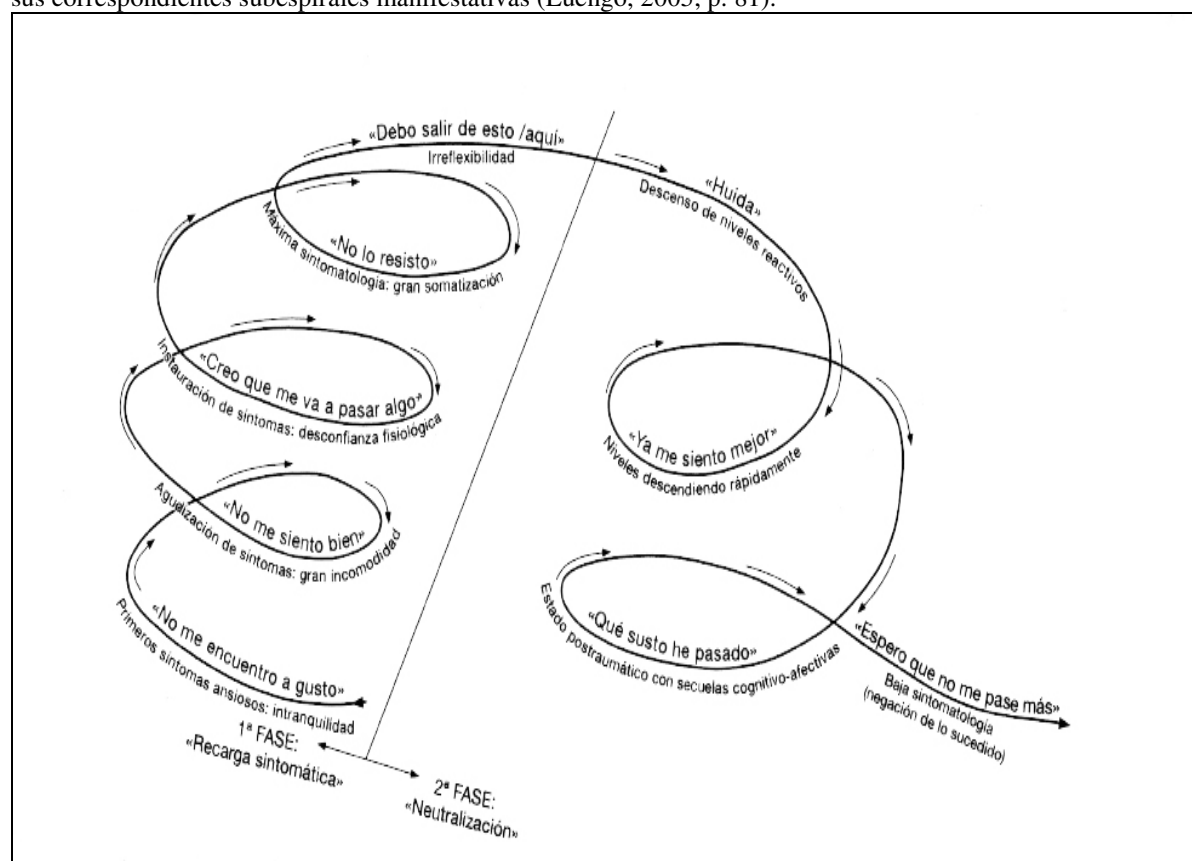 sus correspondientes subespirales manifestativas (Luengo, 2005, p. 81).
«Debo salir de esto /aquí»
Irreflexibilidad
«Huida»
Descenso de niveles reactivos
«No lo resisto»
Máxima sintomatología: gran somatización
«Creo que me va a pasar algo»
Instauración de síntomas: desconfianza fisiológica
«Ya me siento mejor»
Niveles descendiendo rápidamente
«No me siento bien»
Agudización de síntomas: gran incomodidad
«No me encuentro a gusto»
Primeros síntomas ansiosos: intranquilidad
«Qué susto he pasado»
Estado postraumático con secuelas cognitivo-afectivas
«Espero que no me pase más»
Baja sintomatología
(negación de lo sucedido)
1ª FASE:
«Recarga sintomática»
2ª FASE:
«Neutralización»